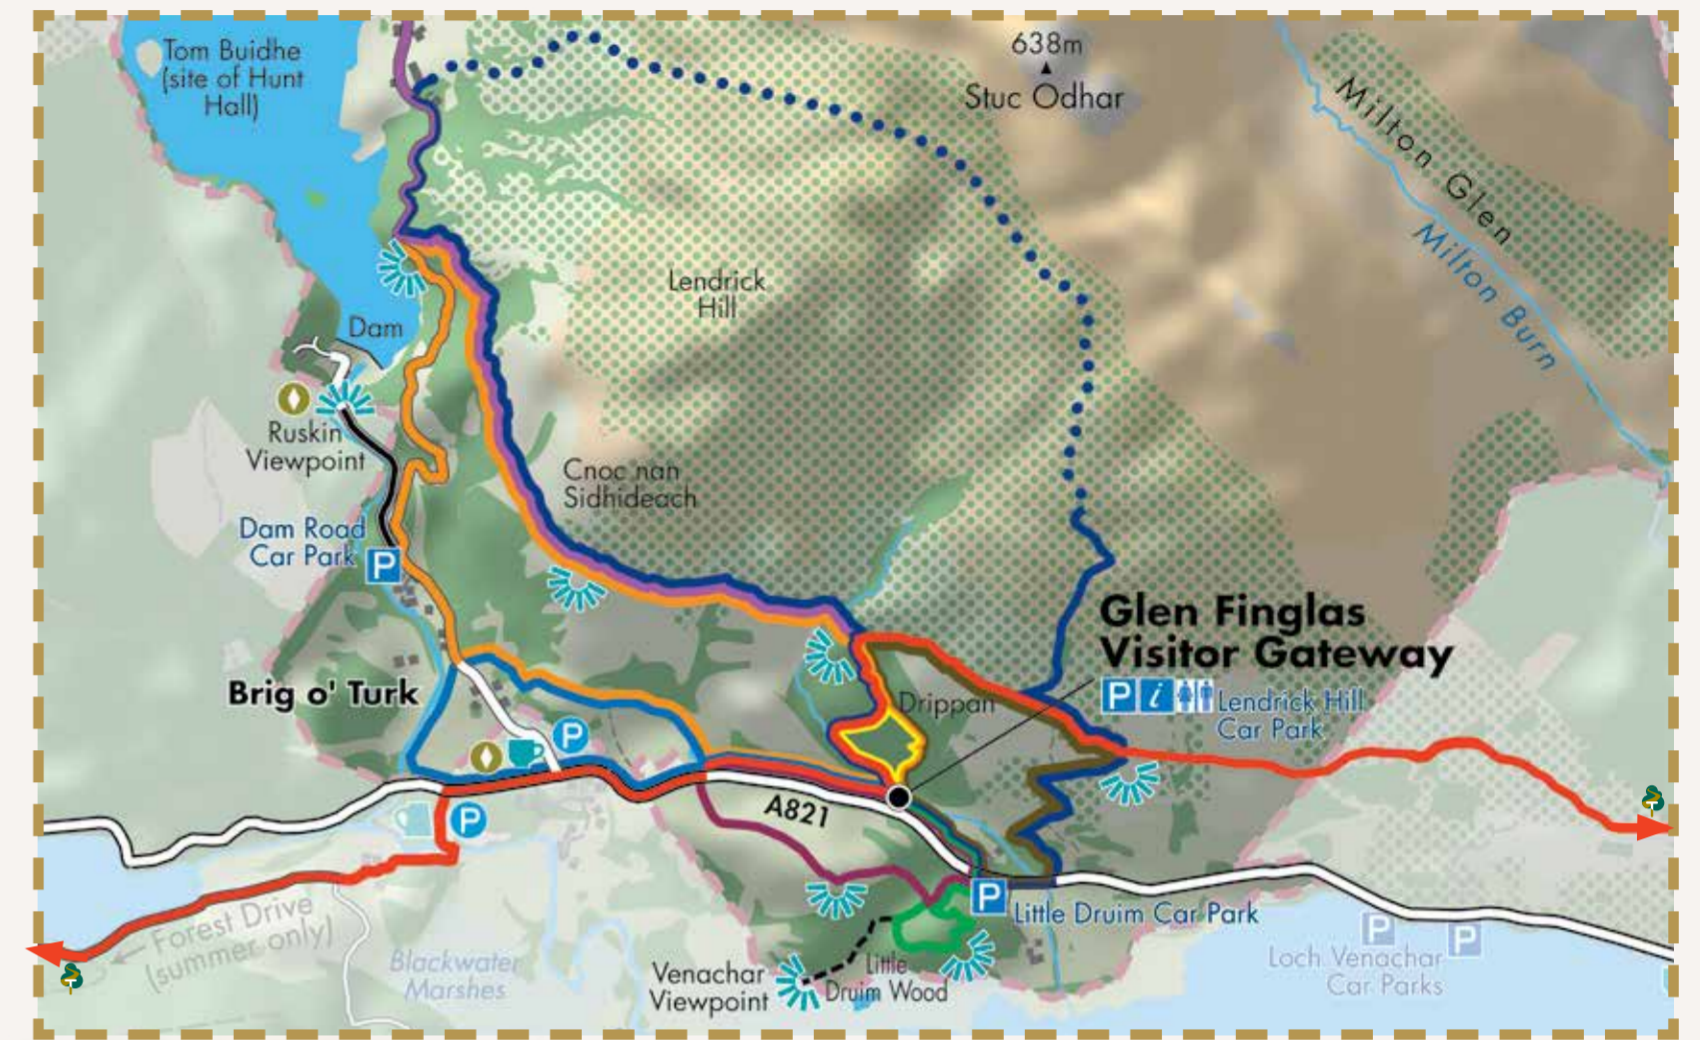 Tom Buidhe
(site of Hunt
Hall)
638m
Stuc Odhar
Milton Glen
Milton Burn
Lendrick
Hill
Dam
Ruskin
Viewpoint
Cnoc nan
Sidhideach
Dam Road
Car Park
P
Glen Finglas
Visitor Gateway
P i Lendrick Hill
Car Park
Brig o' Turk
Drippan
P
A821
P
P
Little Druim Car Park
Forest Drive
(summer only)
Blackwater
Marshes
Venachar
Viewpoint
Little
Druim Wood
P
P
Loch Venachar
Car Parks